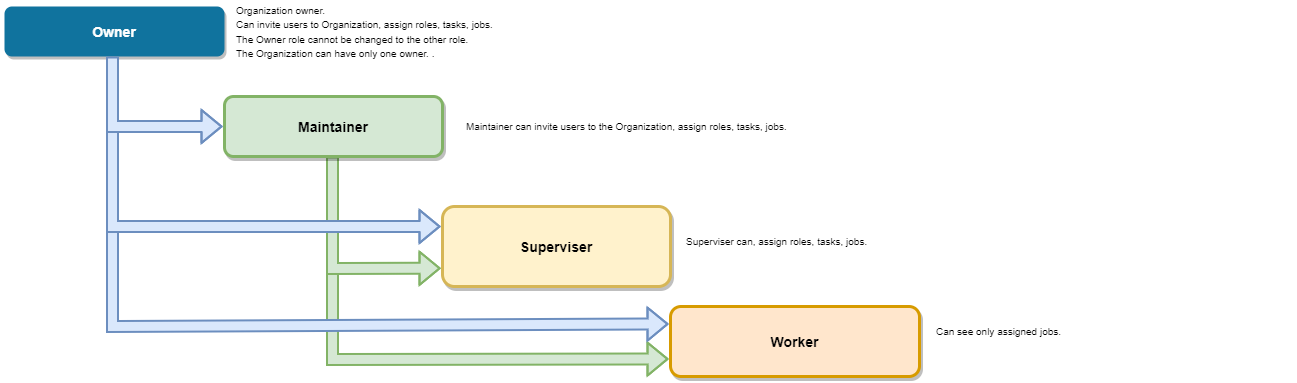 Owner
Organization owner.
Can invite users to Organization, assign roles, tasks, jobs.
The Owner role cannot be changed to the other role.
The Organization can have only one owner. .
Maintainer
Maintainer can invite users to the Organization, assign roles, tasks, jobs.
Superviser
Superviser can, assign roles, tasks, jobs.
Worker
Can see only assigned jobs.